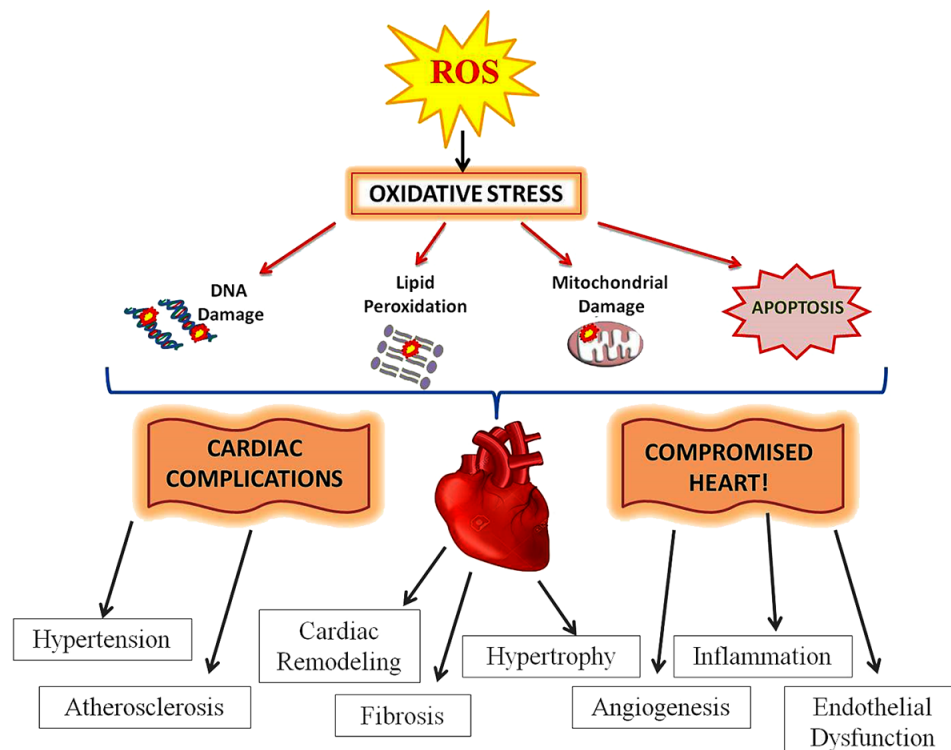 ROS
OXIDATIVE STRESS
DNA
Damage
Lipid
Peroxidation
Mitochondrial
Damage
APOPTOSIS
CARDIAC
COMPLICATIONS
COMPROMISED
HEART!
Hypertension
Atherosclerosis
Cardiac
Remodeling
Fibrosis
Hypertrophy
Angiogenesis
Inflammation
Endothelial
Dysfunction